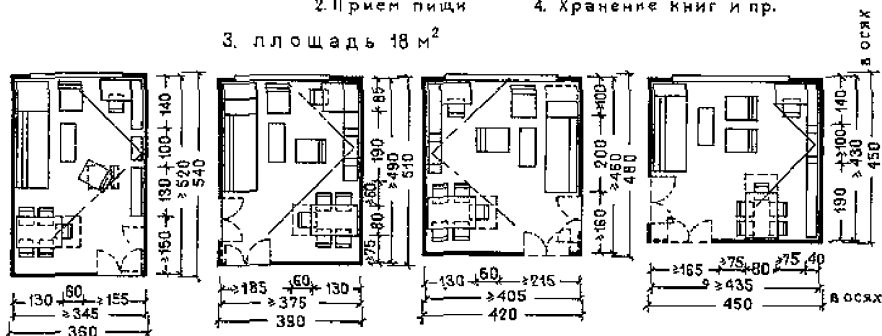 2. Прием пищи 4. Хранение книг и пр.
3. площадь 18 м²
в осях
140 100 130 ≥150 ≥520 540
85 190 ≥60 80 ≥75 ≥490 510
≥100 200 ≥160 ≥460 480
140 ≥100 190 ≥430 450
130 60 ≥155
≥345
360
≥185 60 130
≥375
390
130 60 ≥215
≥405
420
≥165 ≥75 80 ≥75 40
≥435
450 в осях